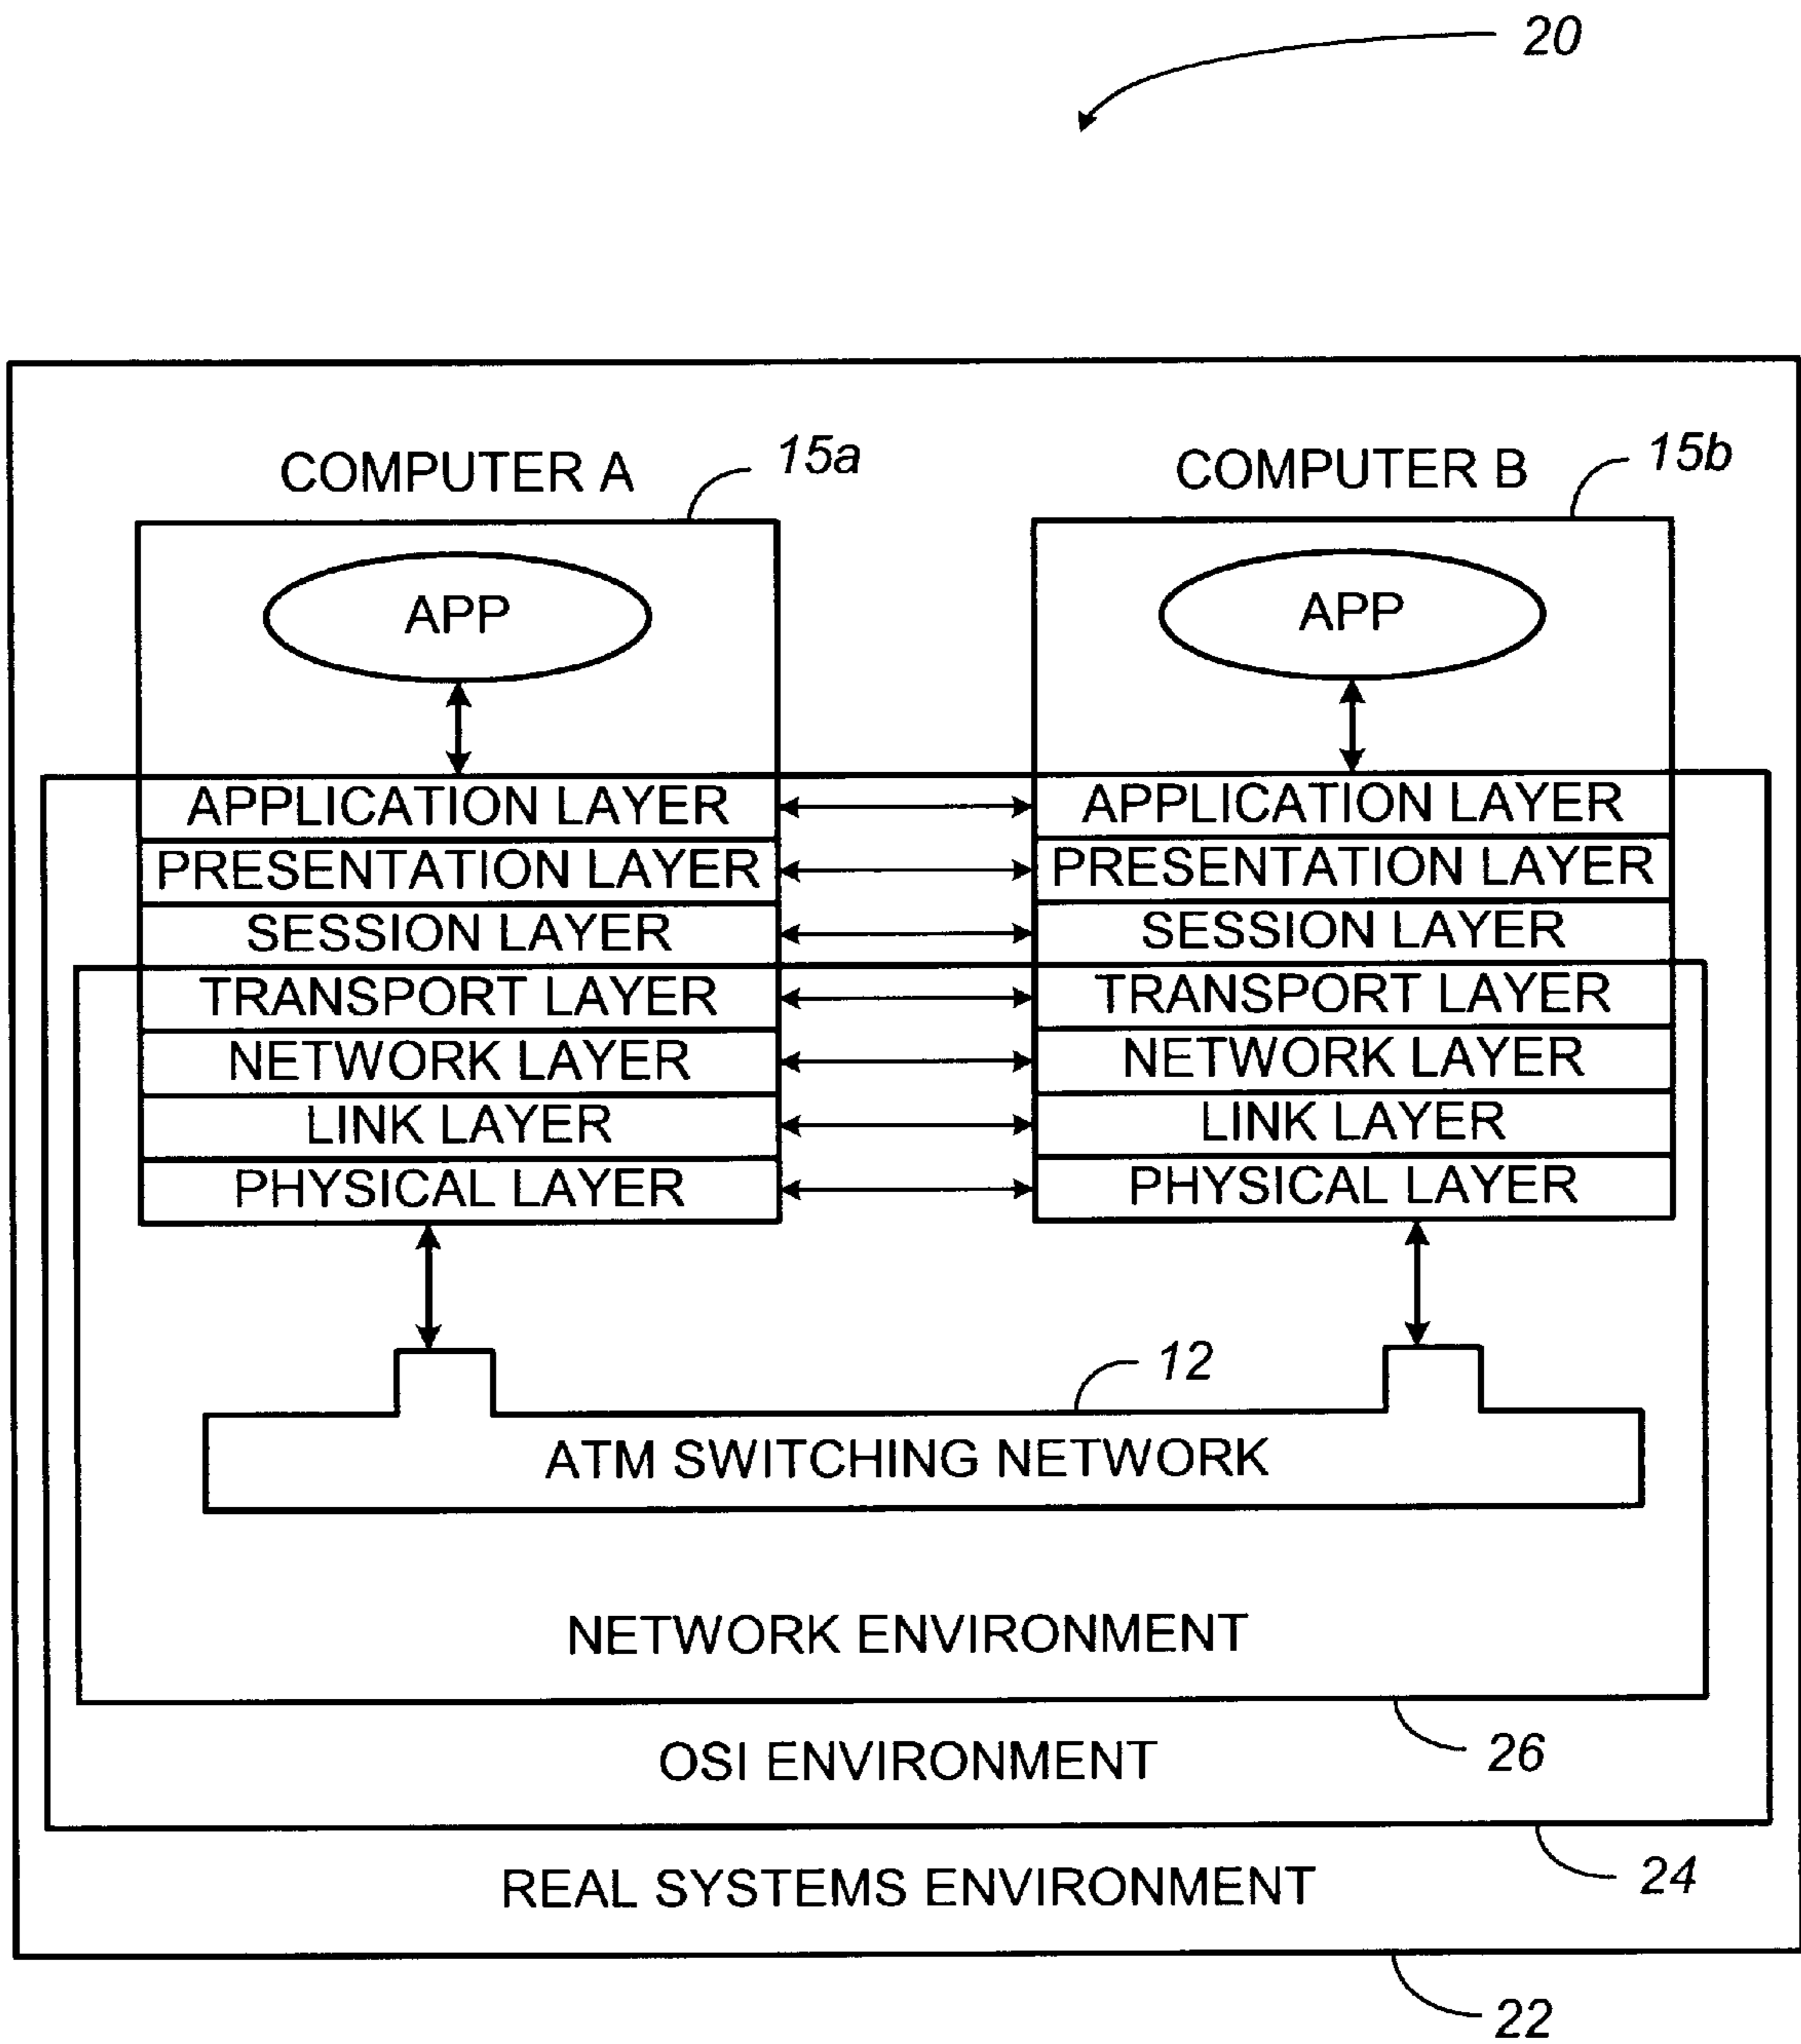 20
COMPUTER A
15a
COMPUTER B
15b
APP
APP
APPLICATION LAYER
APPLICATION LAYER
PRESENTATION LAYER
PRESENTATION LAYER
SESSION LAYER
SESSION LAYER
TRANSPORT LAYER
TRANSPORT LAYER
NETWORK LAYER
NETWORK LAYER
LINK LAYER
LINK LAYER
PHYSICAL LAYER
PHYSICAL LAYER
12
ATM SWITCHING NETWORK
NETWORK ENVIRONMENT
26
OSI ENVIRONMENT
24
REAL SYSTEMS ENVIRONMENT
22